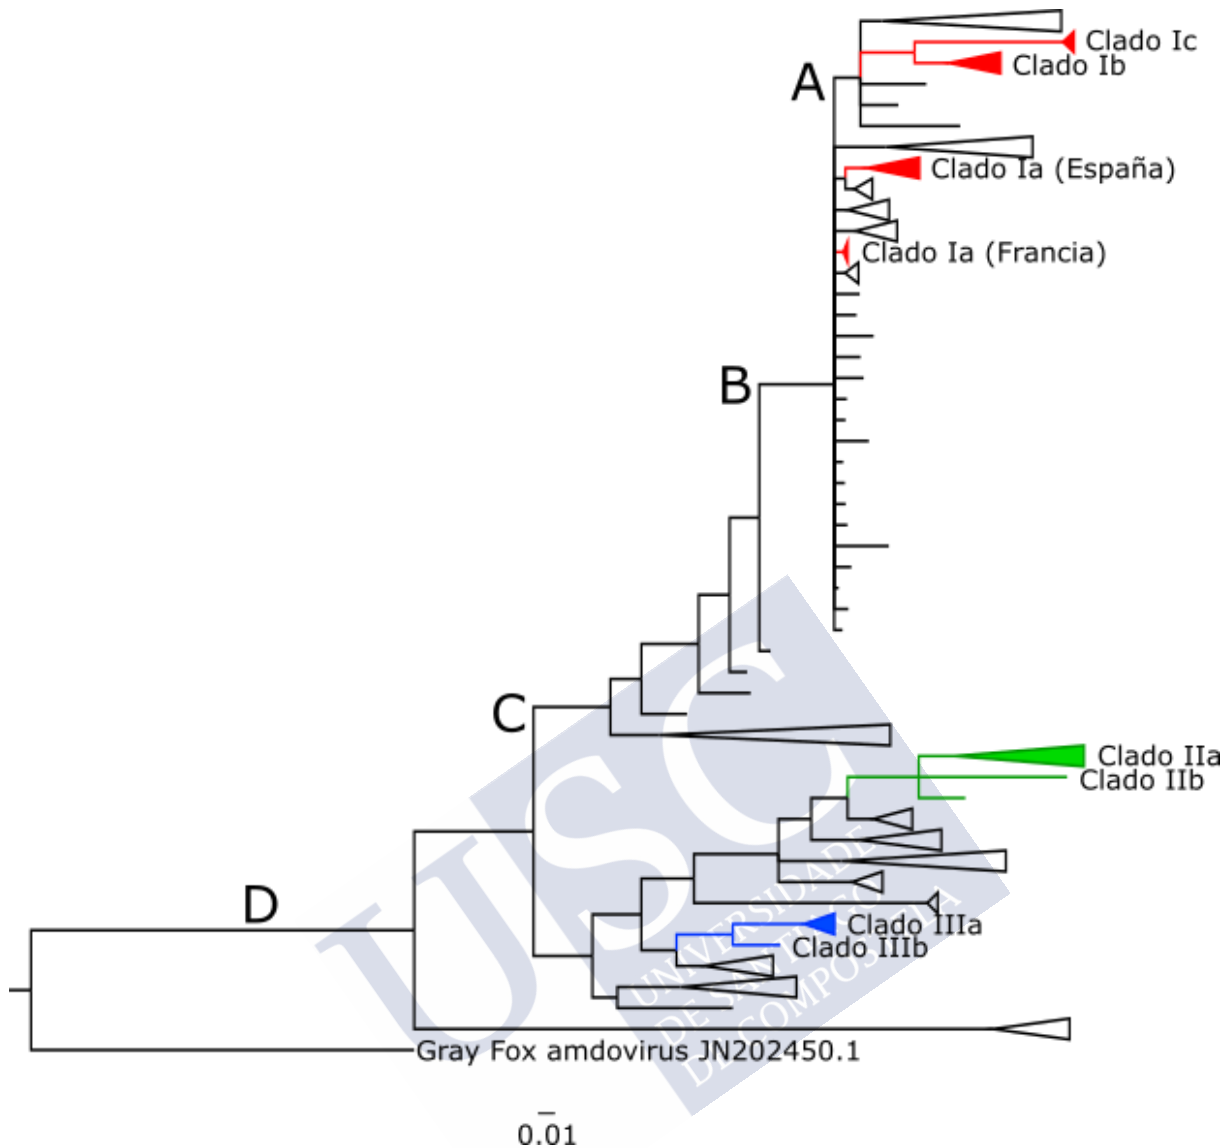 Clado Ic
Clado Ib
A
Clado Ia (España)
Clado Ia (Francia)
B
C
Clado IIa
Clado IIb
D
Clado IIIa
Clado IIIb
Gray Fox amdovirus JN202450.1
0.01
USC
UNIVERSIDADE
DE SANTIAGO
DE COMPOSTELA